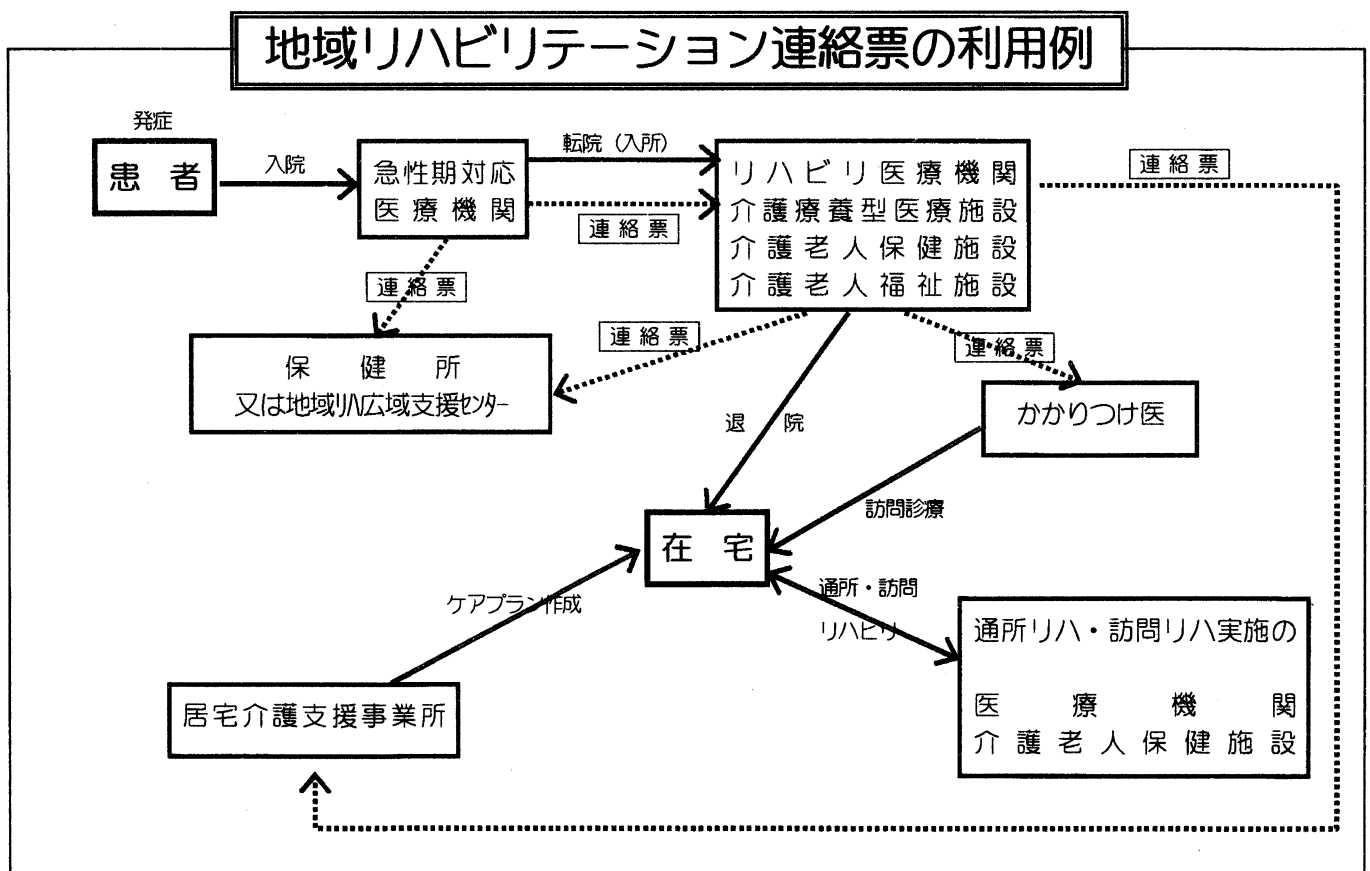 地域リハビリテーション連絡票の利用例
発症
患者
入院
急性期対応
医療機関
転院（入所）
連絡票
リハビリ医療機関
介護療養型医療施設
介護老人保健施設
介護老人福祉施設
連絡票
連絡票
連絡票
連絡票
保健所
又は地域リハ広域支援センター
かかりつけ医
退院
訪問診療
在宅
ケアプラン作成
通所・訪問
リハビリ
通所リハ・訪問リハ実施の
医療機関
介護老人保健施設
居宅介護支援事業所